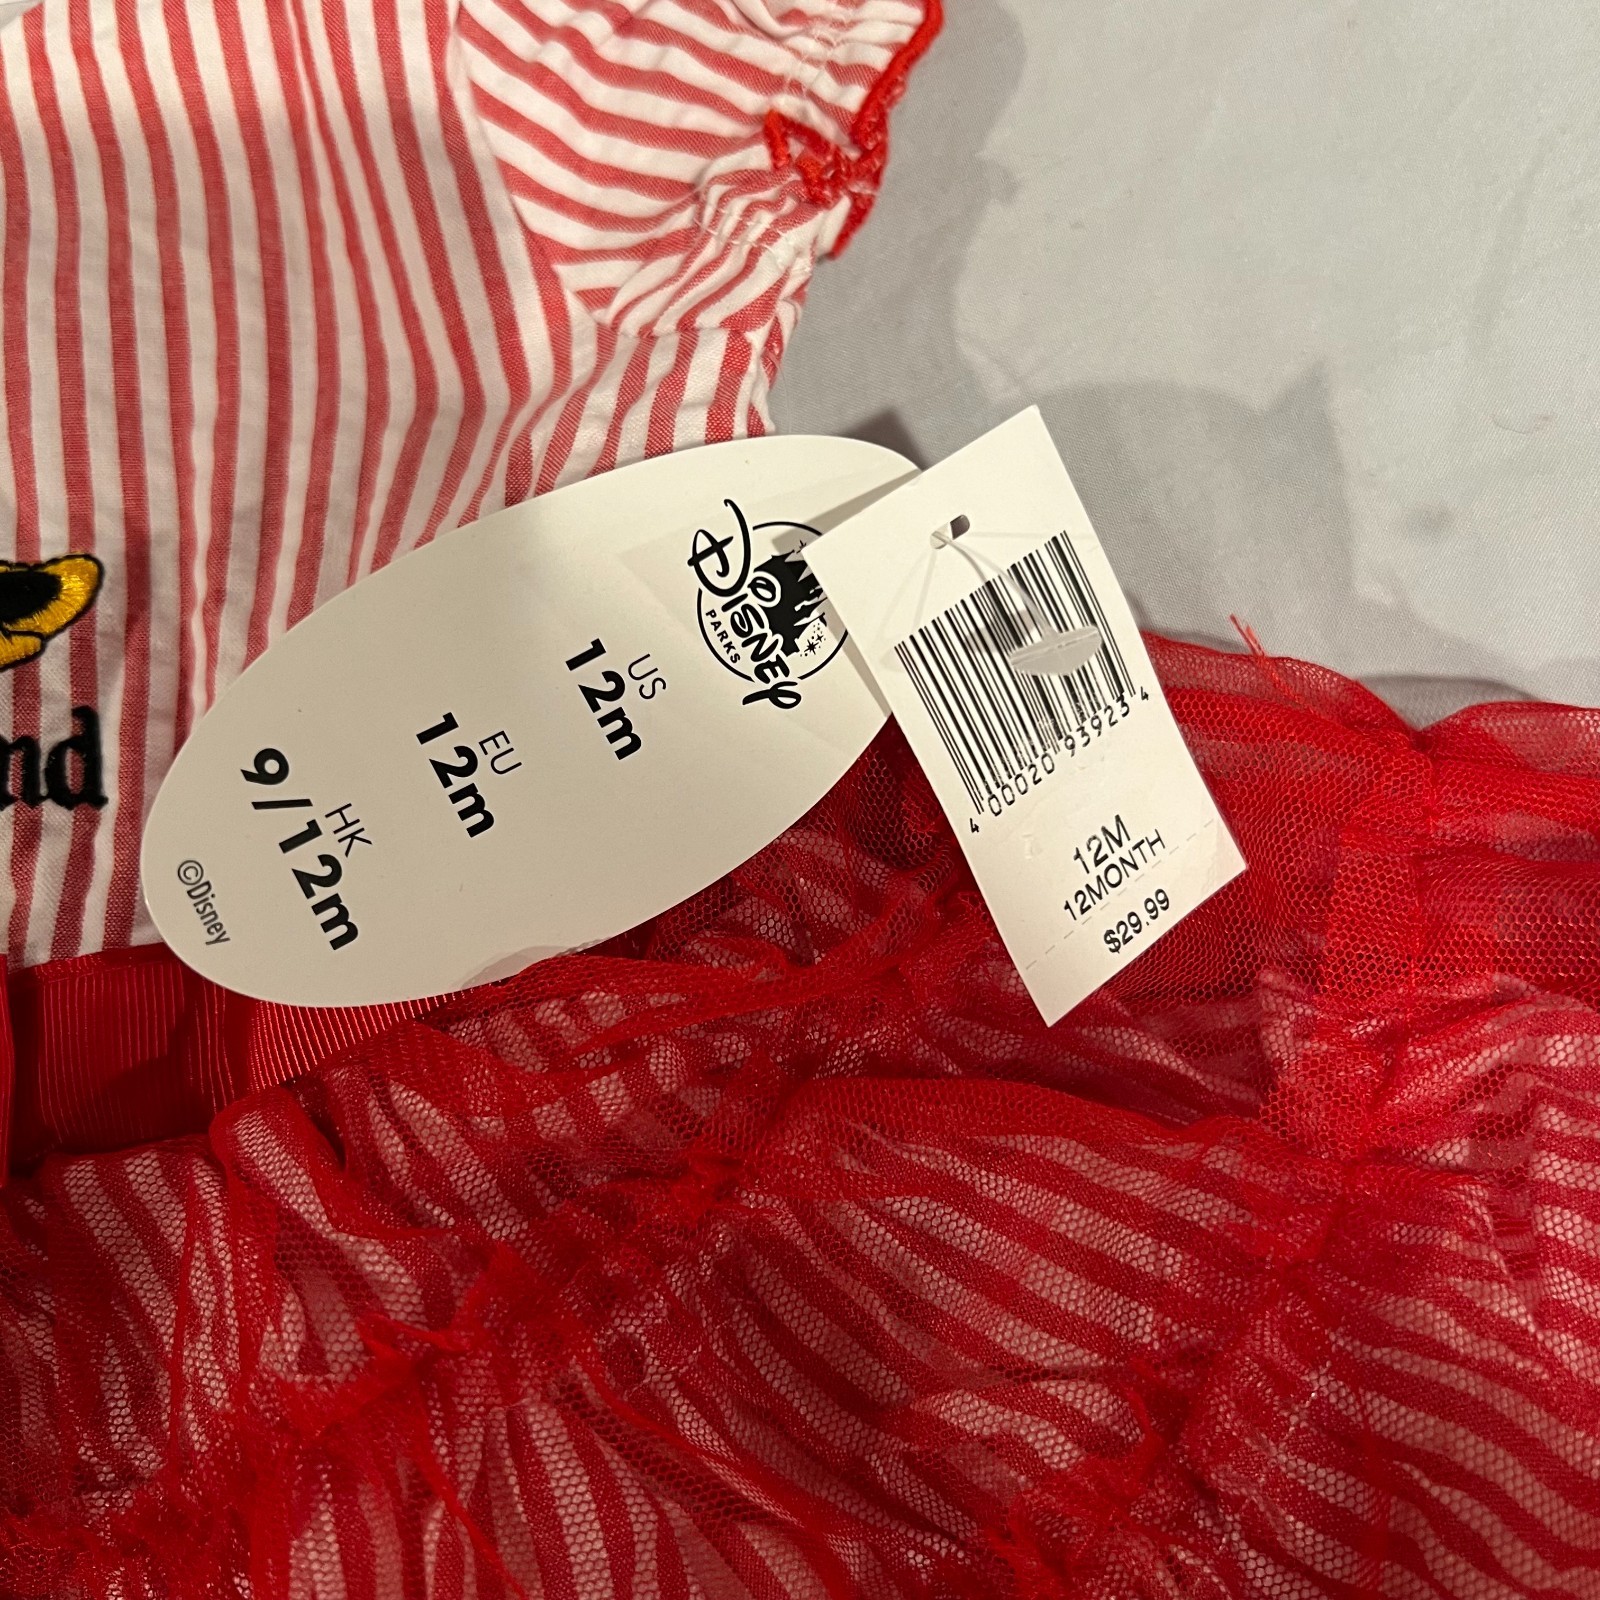 Disney
PARKS
US
12m
EU
12m
HK
9/12m
©Disney
4 00020 93923 4
12M
12MONTH
$29.99
nd